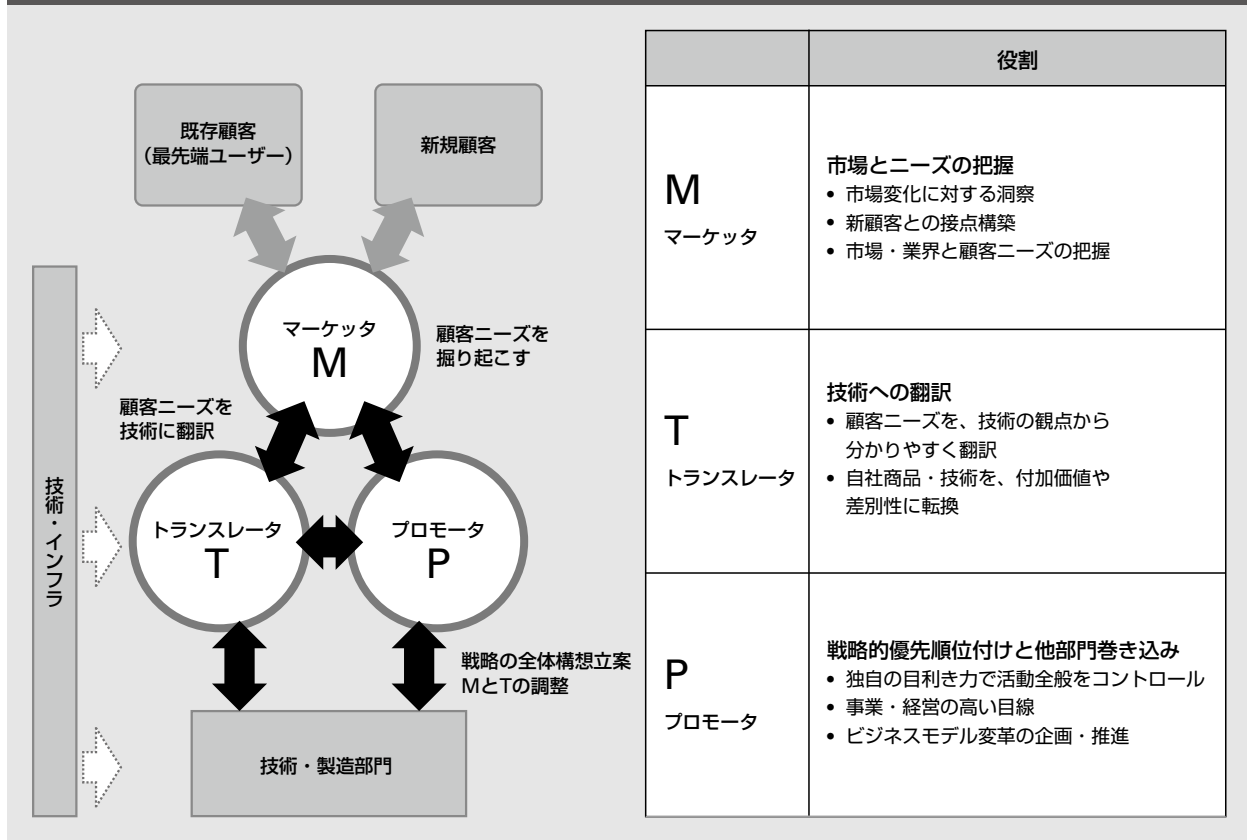 既存顧客
(最先端ユーザー)
新規顧客
マーケッタ
M
顧客ニーズを
掘り起こす
顧客ニーズを
技術に翻訳
トランスレータ
T
プロモータ
P
戦略の全体構想立案
MとTの調整
技術・製造部門
技術・インフラ
役割
M
マーケッタ
市場とニーズの把握
• 市場変化に対する洞察
• 新顧客との接点構築
• 市場・業界と顧客ニーズの把握
T
トランスレータ
技術への翻訳
• 顧客ニーズを、技術の観点から
分かりやすく翻訳
• 自社商品・技術を、付加価値や
差別性に転換
P
プロモータ
戦略的優先順位付けと他部門巻き込み
• 独自の目利き力で活動全般をコントロール
• 事業・経営の高い目線
• ビジネスモデル変革の企画・推進